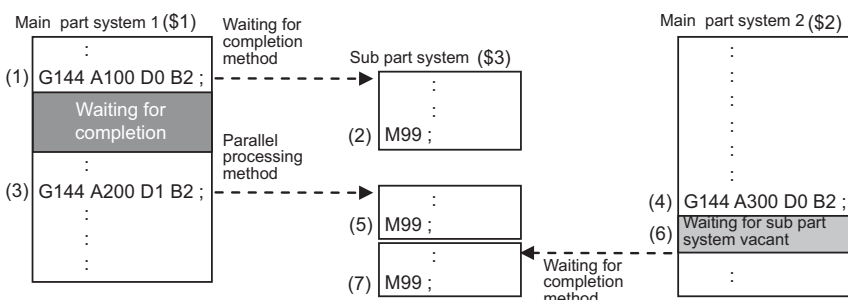 Main part system 1 ($1)
:
(1) G144 A100 D0 B2 ;
Waiting for
completion
:
(3) G144 A200 D1 B2 ;
:
:
:
Waiting for
completion
method
Parallel
processing
method
Sub part system ($3)
:
:
(2) M99 ;
:
(5) M99 ;
:
(7) M99 ;
Waiting for
completion
method
Main part system 2 ($2)
:
:
:
:
:
:
(4) G144 A300 D0 B2 ;
(6) Waiting for sub part
system vacant
: